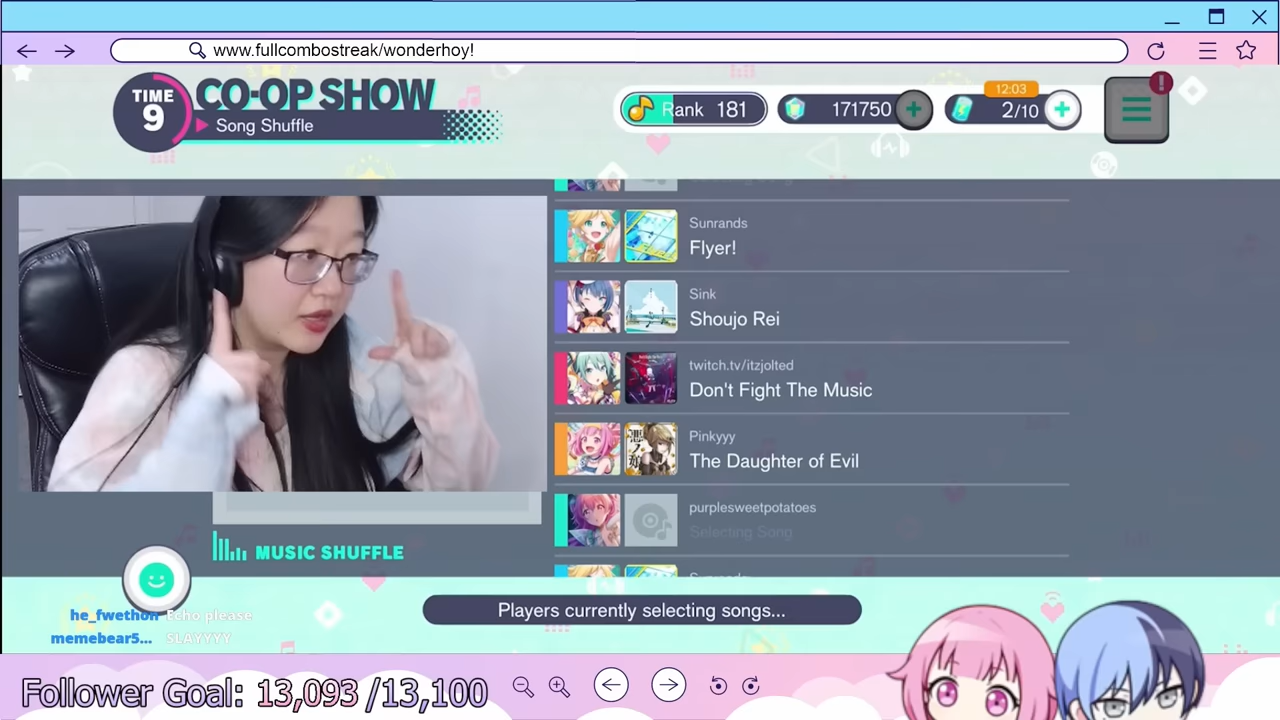 www.fullcombostreak/wonderhoy!
TIME
9
CO-OP SHOW
Song Shuffle
Rank 181
171750
12:03
2/10
!
Sunrands
Flyer!
Sink
Shoujo Rei
twitch.tv/itzjolted
Don't Fight The Music
Pinkyyy
The Daughter of Evil
purplesweetpotatoes
Selecting Song
MUSIC SHUFFLE
Players currently selecting songs...
he_fwethon Echo please
memebear5... SLAYYYY
Follower Goal: 13,093 /13,100